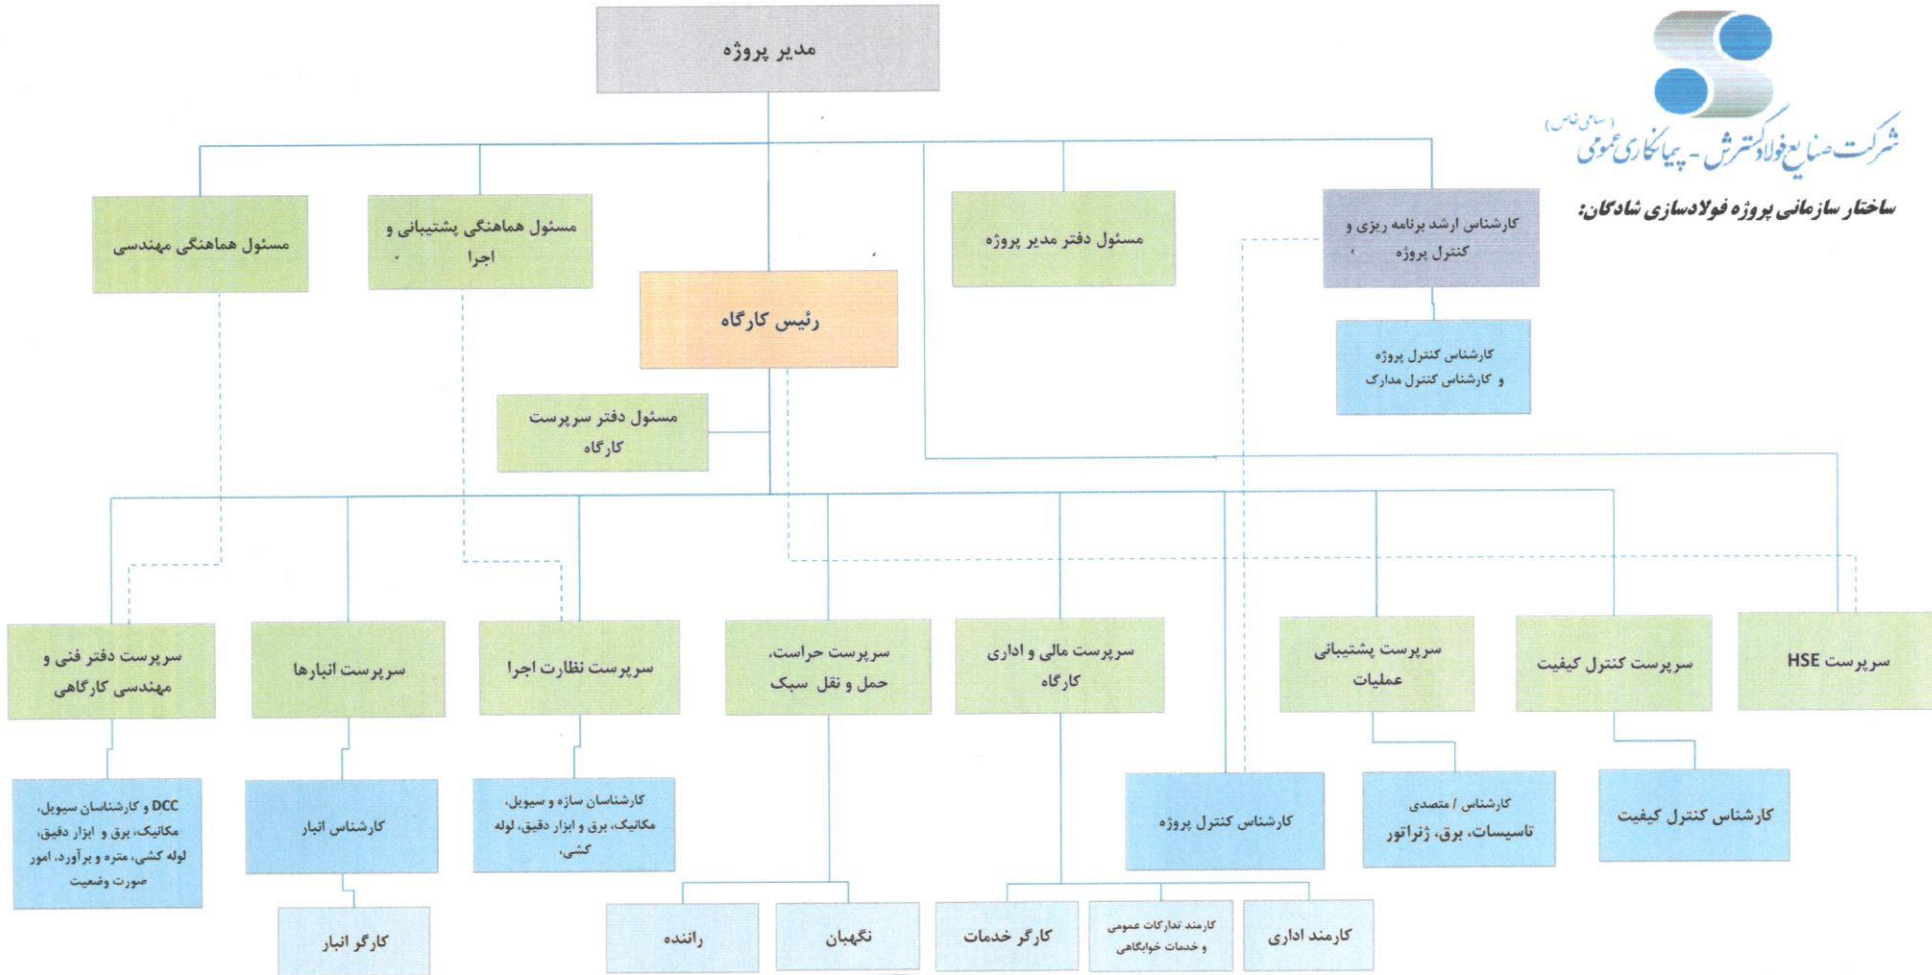 مدیر پروژه
(سهامی خاص)
شرکت صنایع فولاد گسترش - پیمانکاری عمومی
ساختار سازمانی پروژه فولادسازی شادگان:
کارشناس ارشد برنامه ریزی و
کنترل پروژه
مسئول دفتر مدیر پروژه
مسئول هماهنگی پشتیبانی و
اجرا
مسئول هماهنگی مهندسی
رئیس کارگاه
کارشناس کنترل پروژه
و کارشناس کنترل مدارک
مسئول دفتر سرپرست
کارگاه
سرپرست HSE
سرپرست کنترل کیفیت
سرپرست پشتیبانی
عملیات
سرپرست مالی و اداری
کارگاه
سرپرست حراست،
حمل و نقل سبک
سرپرست نظارت اجرا
سرپرست انبارها
سرپرست دفتر فنی و
مهندسی کارگاهی
کارشناس کنترل کیفیت
کارشناس / متصدی
تاسیسات، برق، ژنراتور
کارشناس کنترل پروژه
کارشناسان سازه و سیویل،
مکانیک، برق و ابزار دقیق، لوله
کشی،
کارشناس انبار
DCC و کارشناسان سیویل،
مکانیک، برق و ابزار دقیق،
لوله کشی، متره و برآورد، امور
صورت وضعیت
کارمند اداری
کارمند تدارکات عمومی
و خدمات خوابگاهی
کارگر خدمات
نگهبان
راننده
کارگر انبار